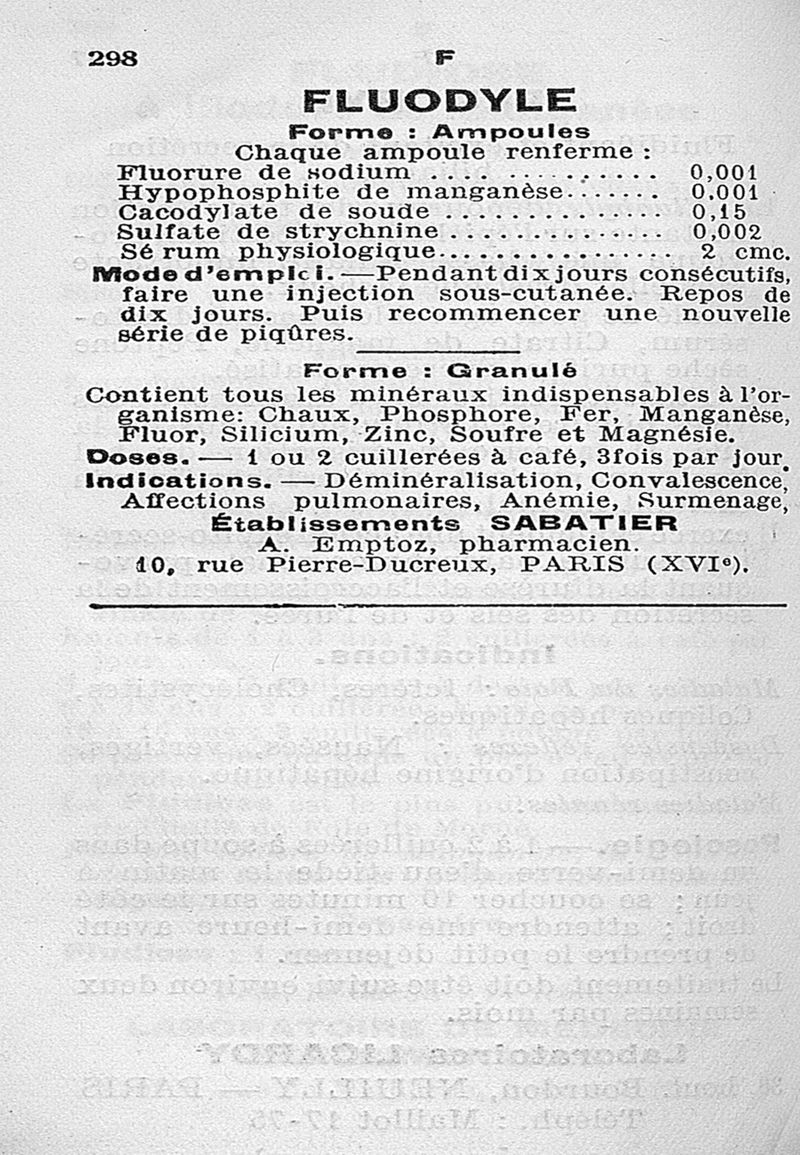 298 F
FLUODYLE
Forme : Ampoules
Chaque ampoule renferme :
Fluorure de sodium .... .......... 0,001
Hypophosphite de manganèse....... 0,001
Cacodylate de soude ............... 0,15
Sulfate de strychnine ............... 0,002
Sé rum physiologique................ 2 cmc.
Mode d'emploi. — Pendant dix jours consécutifs,
faire une injection sous-cutanée. Repos de
dix jours. Puis recommencer une nouvelle
série de piqûres.
Forme : Granulé
Contient tous les minéraux indispensables à l'or-
ganisme: Chaux, Phosphore, Fer, Manganèse,
Fluor, Silicium, Zinc, Soufre et Magnésie.
Doses. — 1 ou 2 cuillerées à café, 3fois par jour.
Indications. — Déminéralisation, Convalescence,
Affections pulmonaires, Anémie, Surmenage,
Établissements SABATIER
A. Emptoz, pharmacien.
10, rue Pierre-Ducreux, PARIS (XVIe).